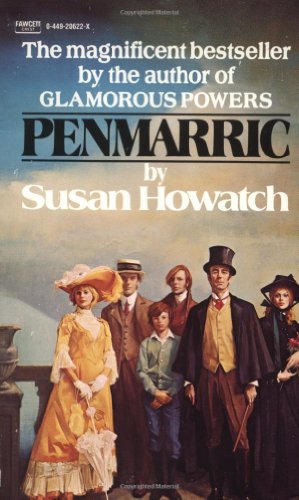 FAWCETT
CREST
0-449-20622-X
The magnificent bestseller
by the author of
GLAMOROUS POWERS
PENMARRIC
by
Susan Howatch